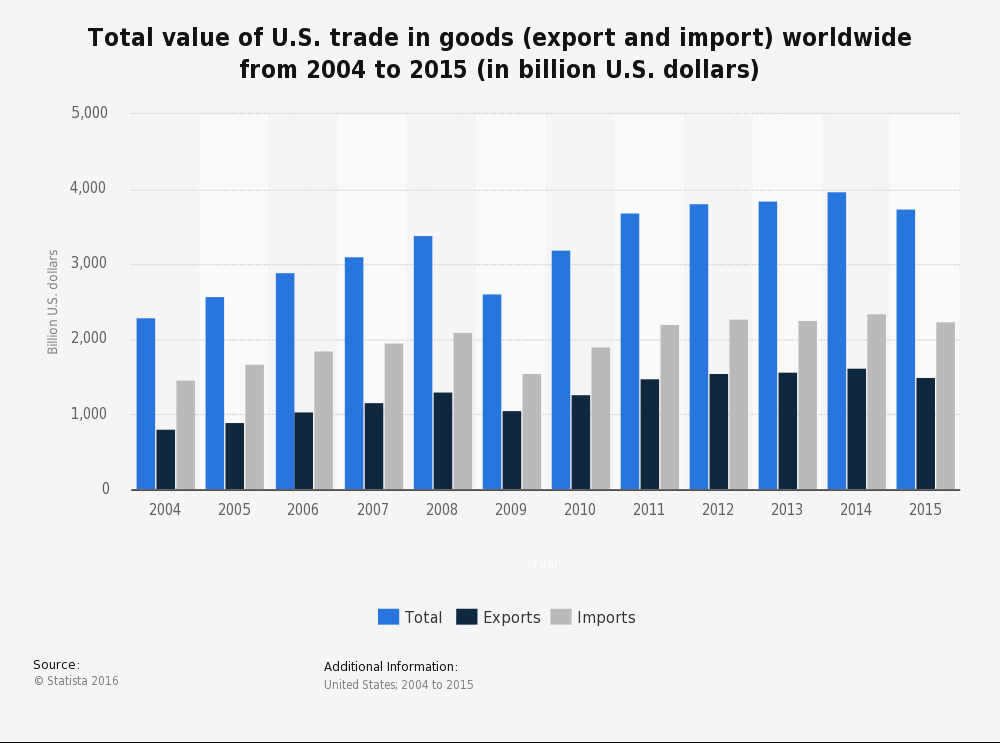 Total value of U.S. trade in goods (export and import) worldwide
from 2004 to 2015 (in billion U.S. dollars)
5,000
4,000
3,000
2,000
1,000
0
Billion U.S. dollars
2004 2005 2006 2007 2008 2009 2010 2011 2012 2013 2014 2015
Year
Total Exports Imports
Source:
© Statista 2016
Additional Information:
United States; 2004 to 2015